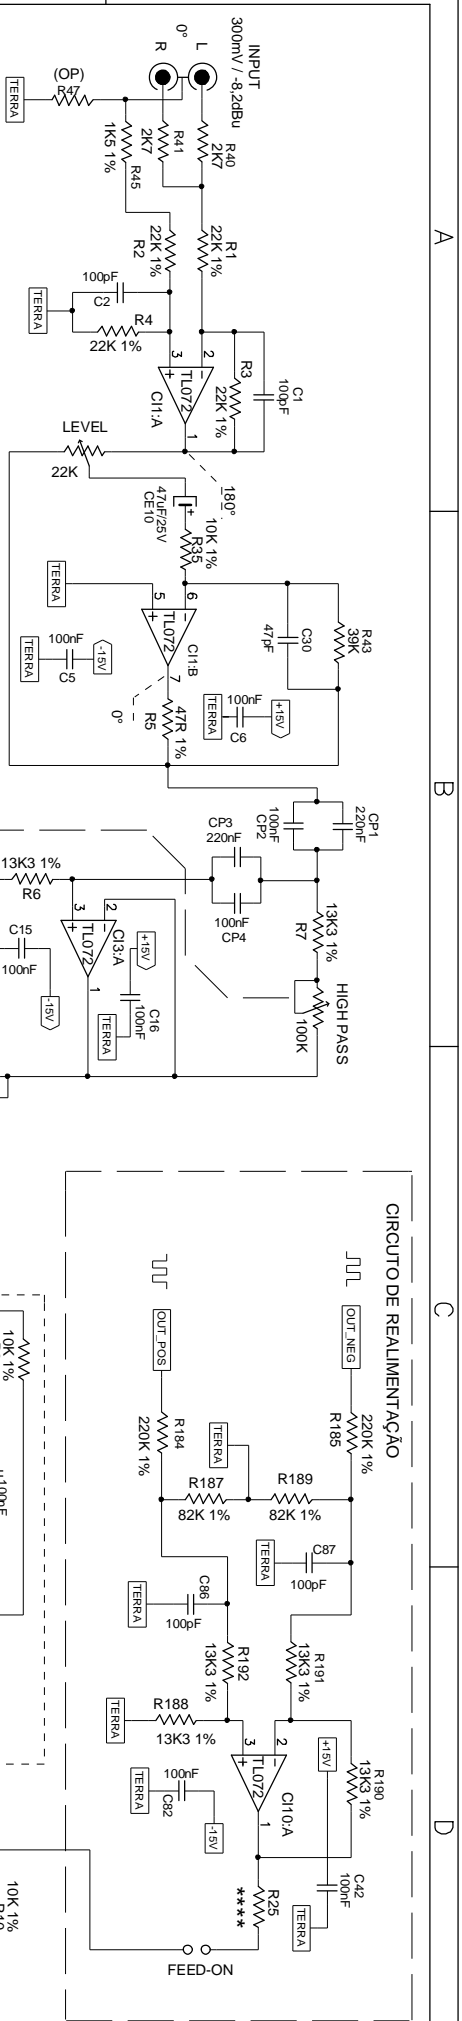 A
B
C
D
INPUT
300mV / -8,2dBu
0°
L
R
(OP)
R47
TERRA
R40
2K7
R41
2K7
R45
1K5 1%
R1
22K 1%
R2
22K 1%
100pF
C2
TERRA
R4
22K 1%
C1
100pF
R3
22K 1%
2
3
TL072
CI1:A
1
LEVEL
22K
180°
47uF/25V
CE10
10K 1%
R35
TERRA
6
5
TL072
CI1:B
7
0°
C30
47pF
R43
39K
100nF
C5
-15V
TERRA
R5
47R 1%
100nF
C6
+15V
TERRA
CP1
220nF
100nF
CP2
CP3
220nF
100nF
CP4
13K3 1%
R6
13K3 1%
R7
HIGH PASS
100K
2
3
TL072
CI3:A
1
+15V
C16
100nF
TERRA
C15
100nF
-15V
CIRCUTO DE REALIMENTAÇÃO
OUT_NEG
OUT_POS
220K 1%
R185
R184
220K 1%
TERRA
R187
82K 1%
R189
82K 1%
C87
100pF
TERRA
C86
100pF
TERRA
R191
13K3 1%
R192
13K3 1%
R188
13K3 1%
TERRA
2
3
TL072
CI10:A
1
R190
13K3 1%
+15V
C42
100nF
TERRA
100nF
C82
-15V
TERRA
R25
****
FEED-ON
10K 1%
10K 1%